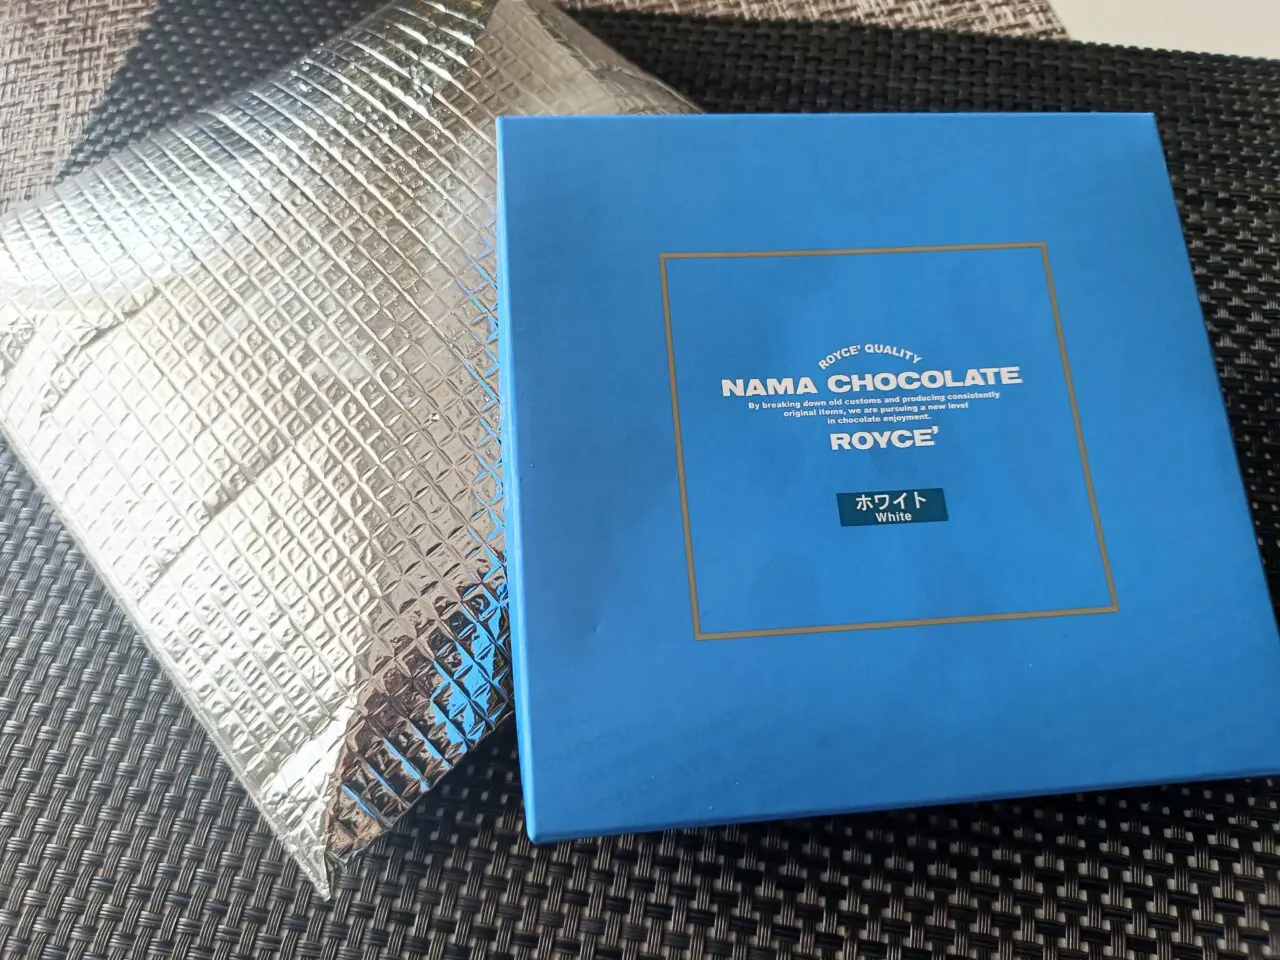 ROYCE' QUALITY
NAMA CHOCOLATE
By breaking down old customs and producing consistently
original items, we are pursuing a new level
in chocolate enjoyment.
ROYCE'
ホワイト
White